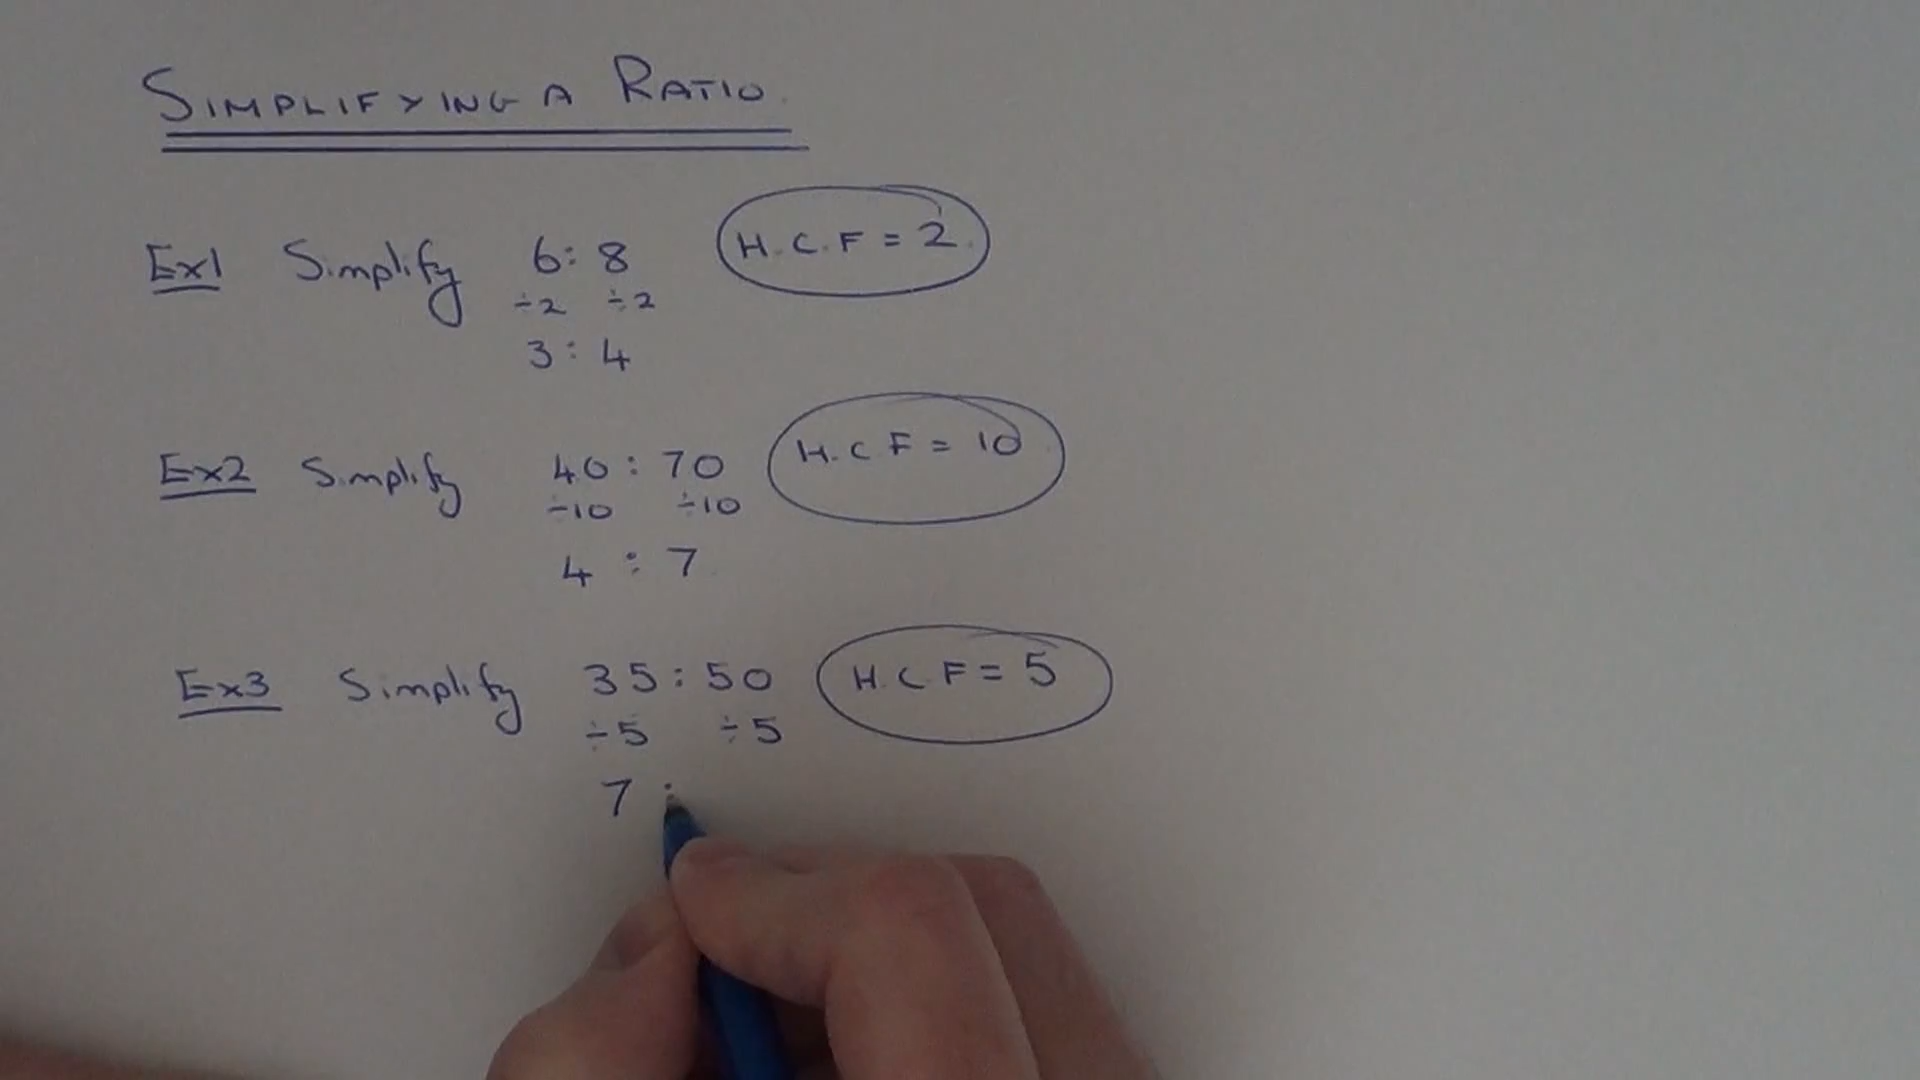 SIMPLIFYING A RATIO.
Ex1 Simplify 6 : 8 H.C.F = 2
÷2 ÷2
3 : 4
Ex2 Simplify 40 : 70 H.C.F = 10
÷10 ÷10
4 : 7
Ex3 Simplify 35 : 50 H.C.F = 5
÷5 ÷5
7 :